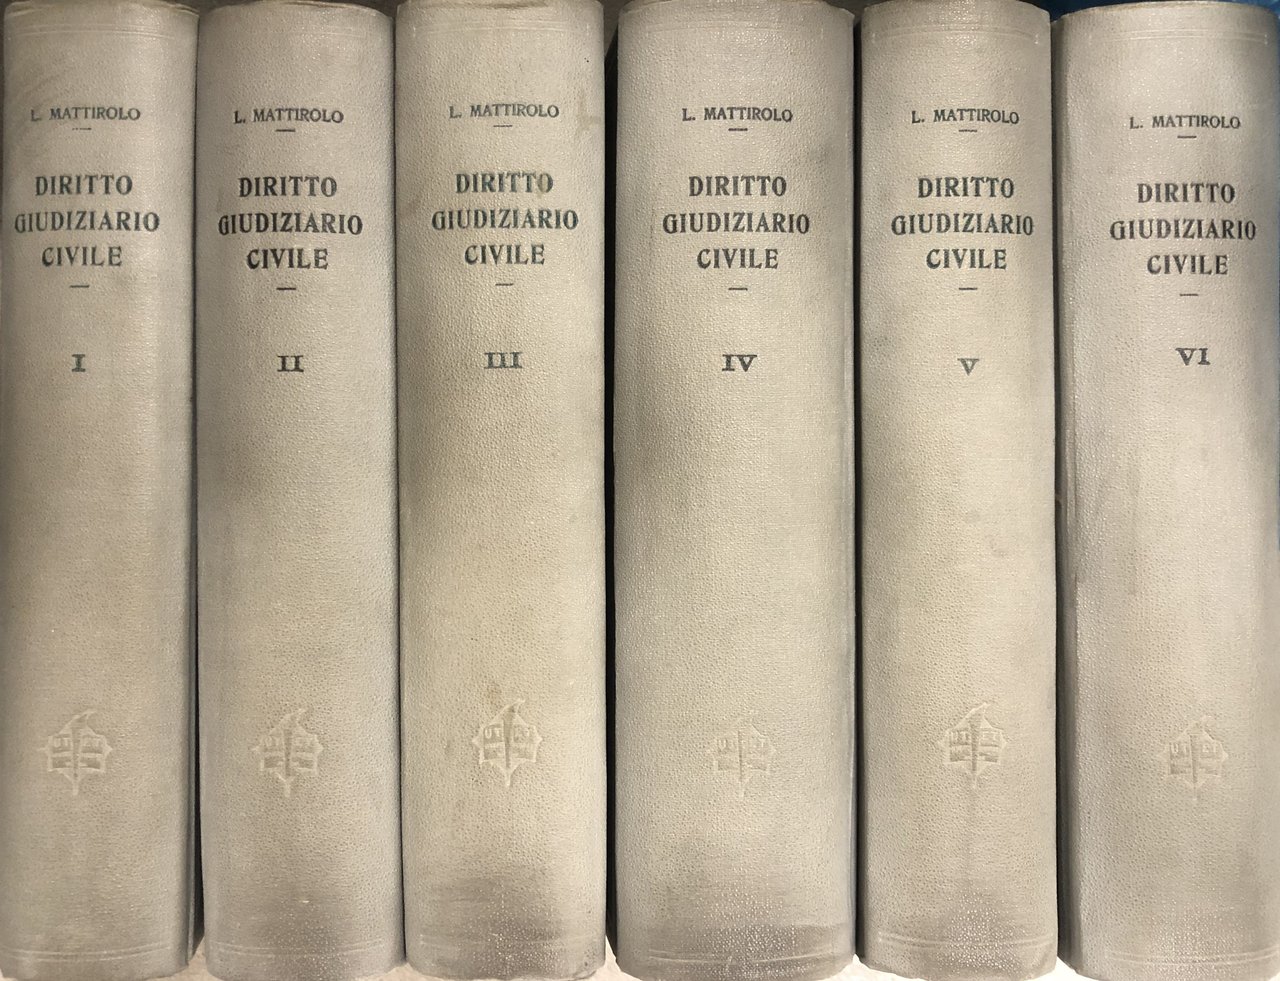 L. MATTIROLO
DIRITTO
GIUDIZIARIO
CIVILE
I
L. MATTIROLO
DIRITTO
GIUDIZIARIO
CIVILE
II
L. MATTIROLO
DIRITTO
GIUDIZIARIO
CIVILE
III
L. MATTIROLO
DIRITTO
GIUDIZIARIO
CIVILE
IV
L. MATTIROLO
DIRITTO
GIUDIZIARIO
CIVILE
V
L. MATTIROLO
DIRITTO
GIUDIZIARIO
CIVILE
VI